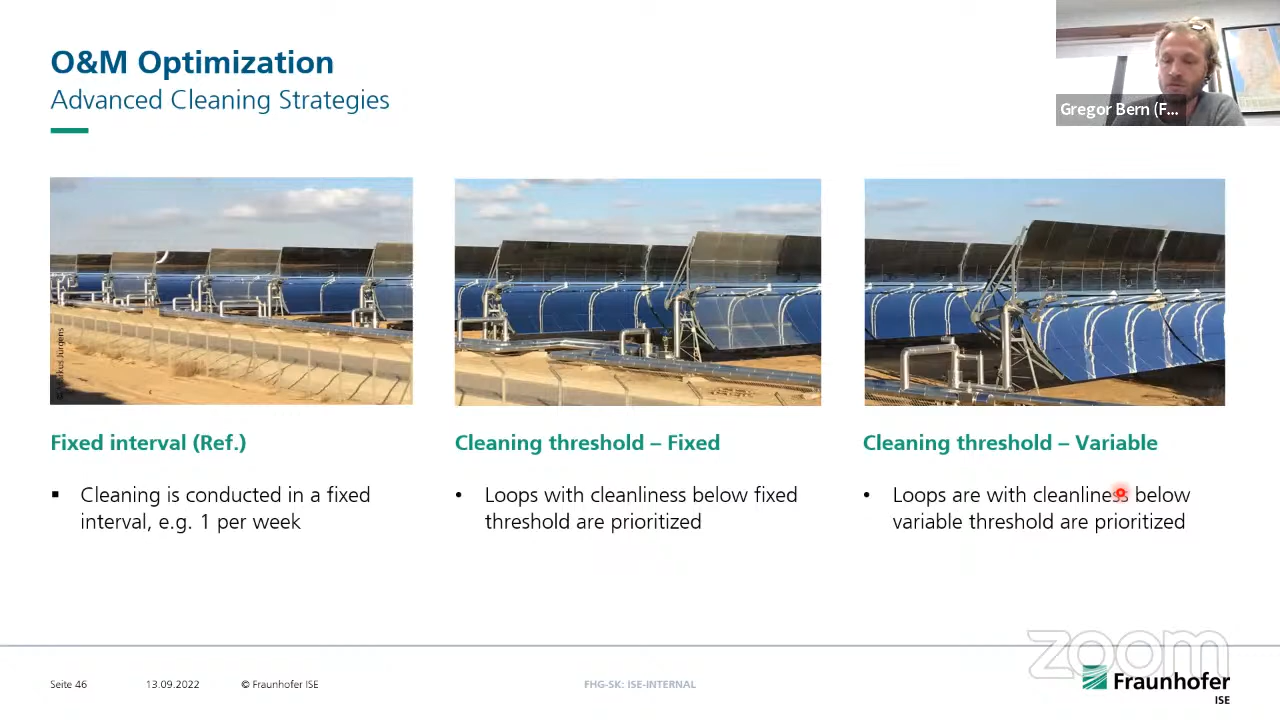 O&M Optimization
Advanced Cleaning Strategies
Gregor Bern (F...
Fixed interval (Ref.)
▪ Cleaning is conducted in a fixed
interval, e.g. 1 per week
Cleaning threshold – Fixed
• Loops with cleanliness below fixed
threshold are prioritized
Cleaning threshold – Variable
• Loops are with cleanliness below
variable threshold are prioritized
zoom
Seite 46
13.09.2022
© Fraunhofer ISE
FHG-SK: ISE-INTERNAL
Fraunhofer
ISE